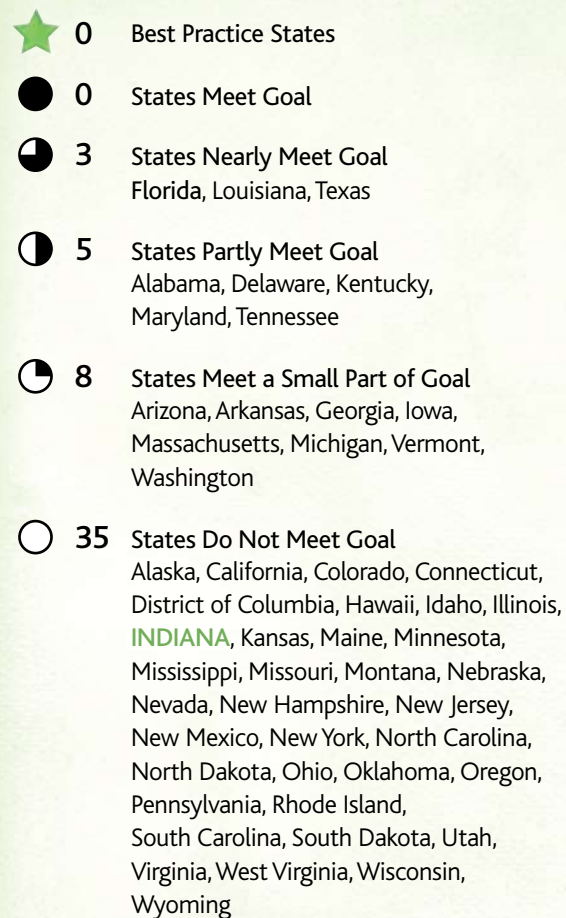 0 Best Practice States
0 States Meet Goal
3 States Nearly Meet Goal
Florida, Louisiana, Texas
5 States Partly Meet Goal
Alabama, Delaware, Kentucky,
Maryland, Tennessee
8 States Meet a Small Part of Goal
Arizona, Arkansas, Georgia, Iowa,
Massachusetts, Michigan, Vermont,
Washington
35 States Do Not Meet Goal
Alaska, California, Colorado, Connecticut,
District of Columbia, Hawaii, Idaho, Illinois,
INDIANA, Kansas, Maine, Minnesota,
Mississippi, Missouri, Montana, Nebraska,
Nevada, New Hampshire, New Jersey,
New Mexico, New York, North Carolina,
North Dakota, Ohio, Oklahoma, Oregon,
Pennsylvania, Rhode Island,
South Carolina, South Dakota, Utah,
Virginia, West Virginia, Wisconsin,
Wyoming